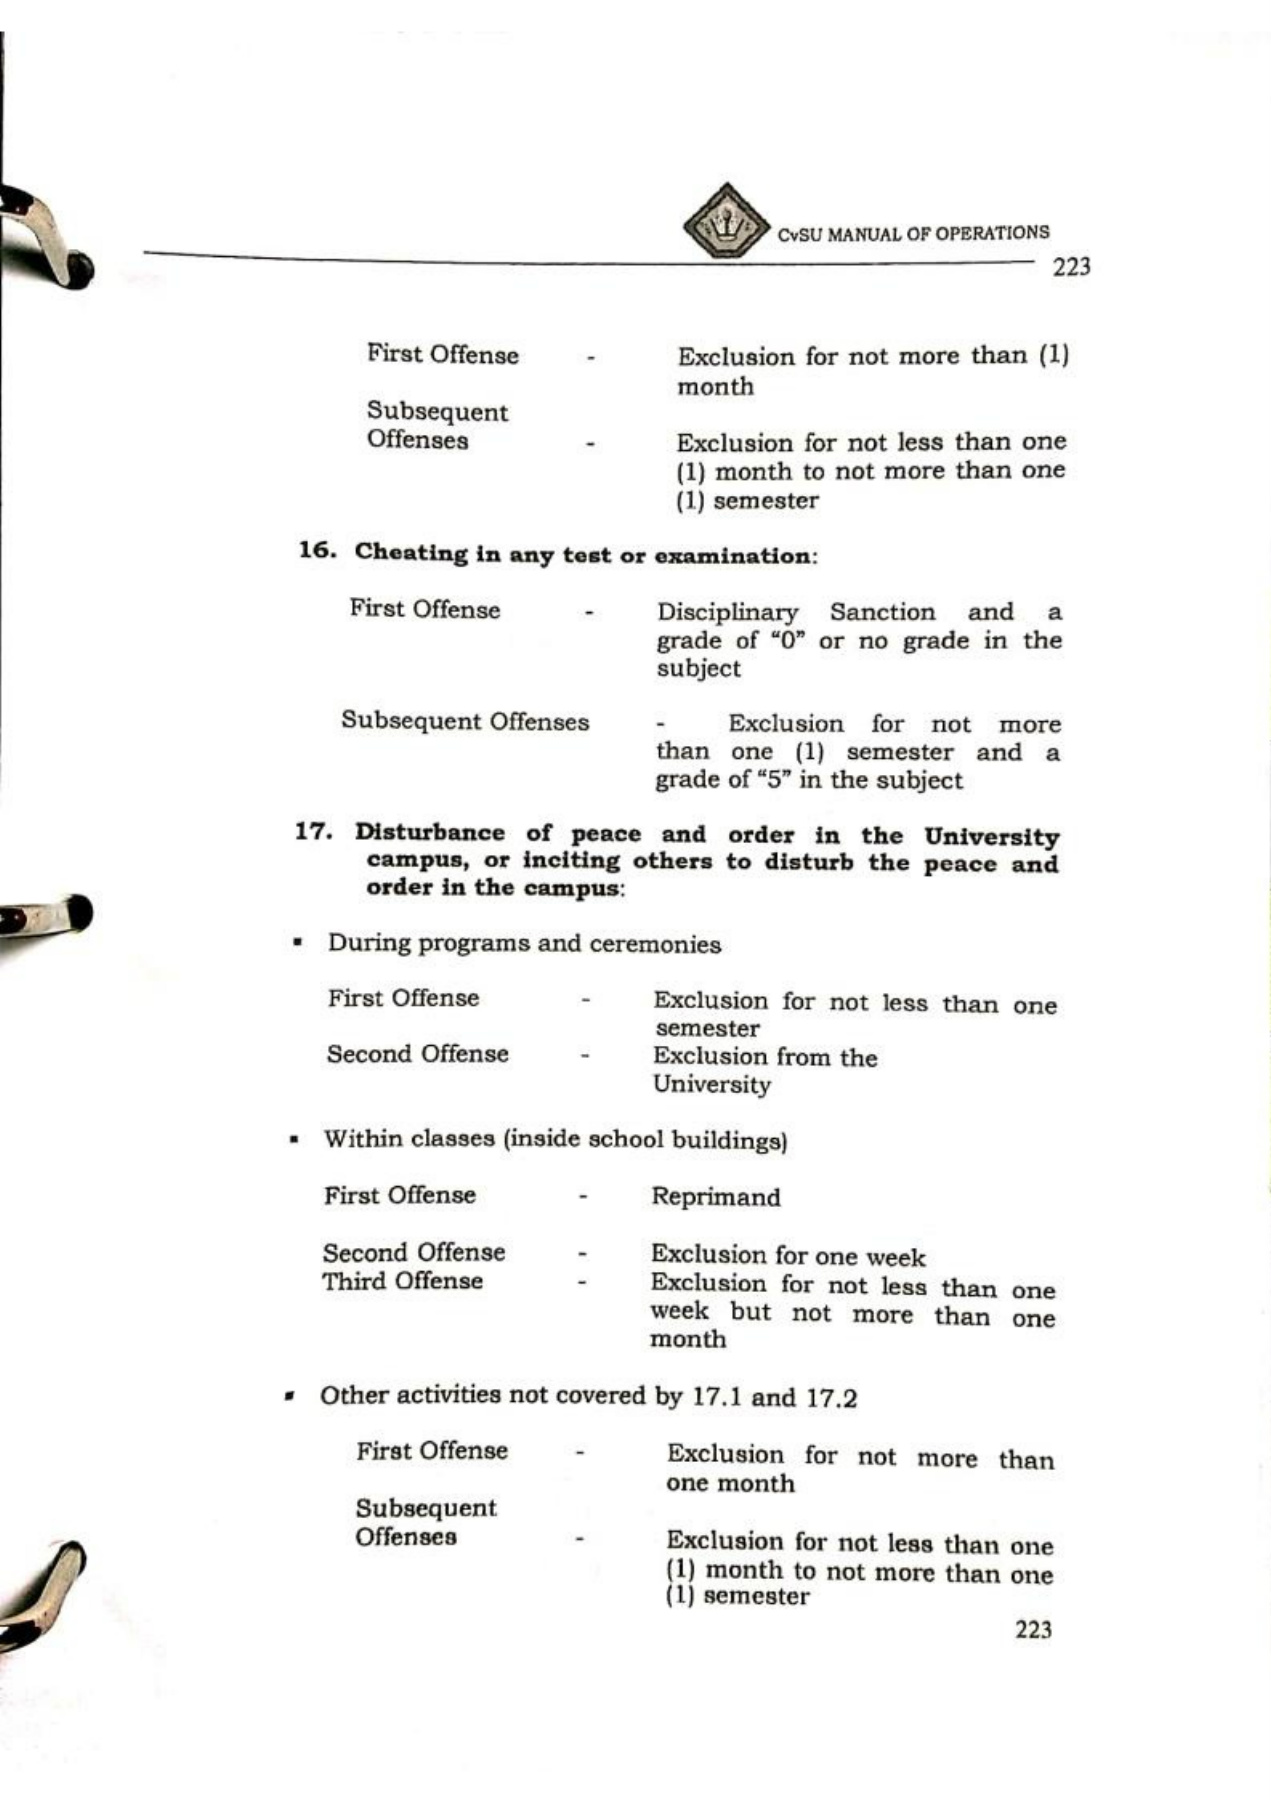 CvSU MANUAL OF OPERATIONS
223
First Offense - Exclusion for not more than (1)
month
Subsequent
Offenses - Exclusion for not less than one
(1) month to not more than one
(1) semester
16. Cheating in any test or examination:
First Offense - Disciplinary Sanction and a
grade of “0” or no grade in the
subject
Subsequent Offenses - Exclusion for not more
than one (1) semester and a
grade of “5” in the subject
17. Disturbance of peace and order in the University
campus, or inciting others to disturb the peace and
order in the campus:
▪ During programs and ceremonies
First Offense - Exclusion for not less than one
semester
Second Offense - Exclusion from the
University
▪ Within classes (inside school buildings)
First Offense - Reprimand
Second Offense - Exclusion for one week
Third Offense - Exclusion for not less than one
week but not more than one
month
▪ Other activities not covered by 17.1 and 17.2
First Offense - Exclusion for not more than
one month
Subsequent
Offenses - Exclusion for not less than one
(1) month to not more than one
(1) semester
223